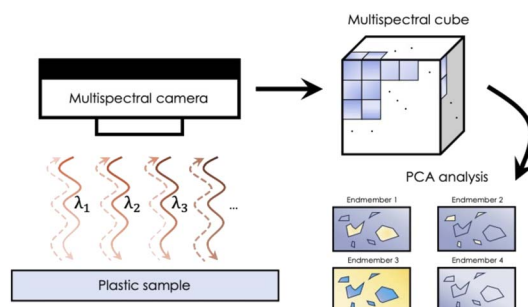 Multispectral cube
Multispectral camera
PCA analysis
λ1
λ2
λ3
...
Endmember 1
Endmember 2
Endmember 3
Endmember 4
Plastic sample